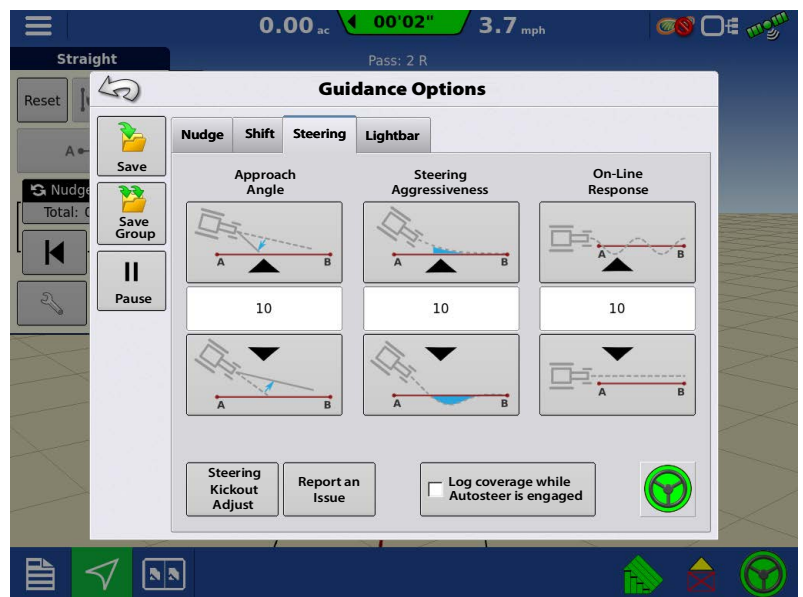 0.00 ac
00'02"
3.7 mph
Straight
Pass: 2 R
Guidance Options
Reset
Nudge
Shift
Steering
Lightbar
A
Save
Approach
Angle
Steering
Aggressiveness
On-Line
Response
Nudge
Total:
Save
Group
A B
A B
A B
Pause
10
10
10
A B
A B
A B
Steering
Kickout
Adjust
Report an
Issue
Log coverage while
Autosteer is engaged